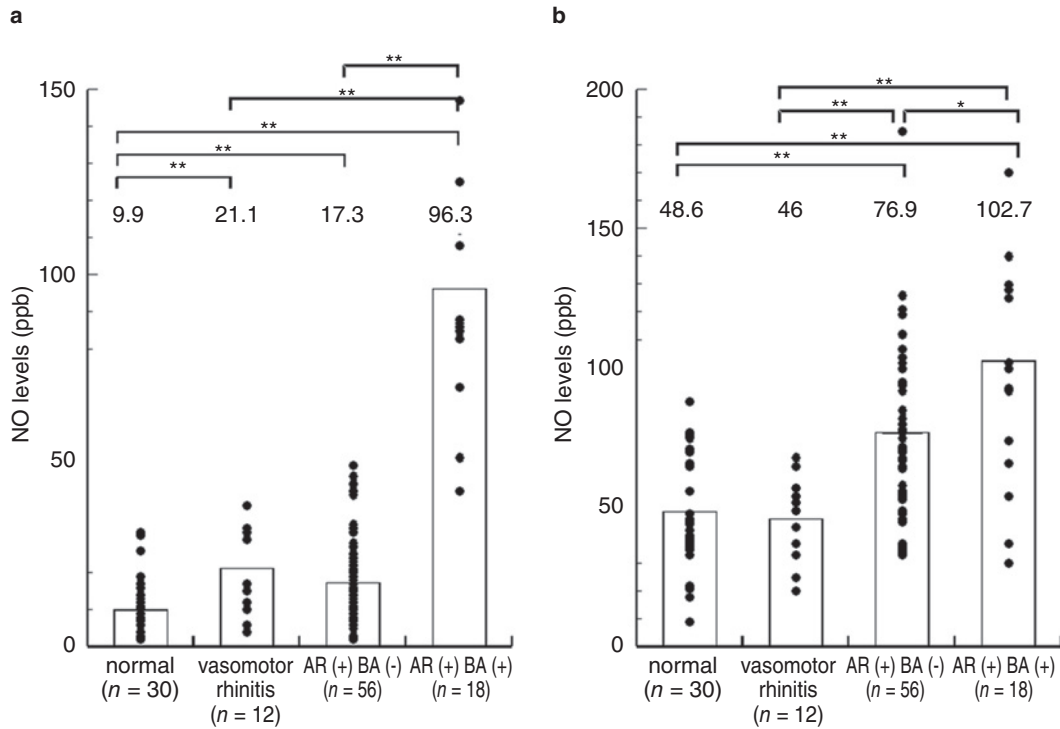 a
**
150
**
**
**
**
9.9 21.1 17.3 96.3
100
NO levels (ppb)
50
0
normal
(n = 30)
vasomotor
rhinitis
(n = 12)
AR (+) BA (-)
(n = 56)
AR (+) BA (+)
(n = 18)
b
200
**
**
*
**
**
48.6 46 76.9 102.7
150
NO levels (ppb)
100
50
0
normal
(n = 30)
vasomotor
rhinitis
(n = 12)
AR (+) BA (-)
(n = 56)
AR (+) BA (+)
(n = 18)